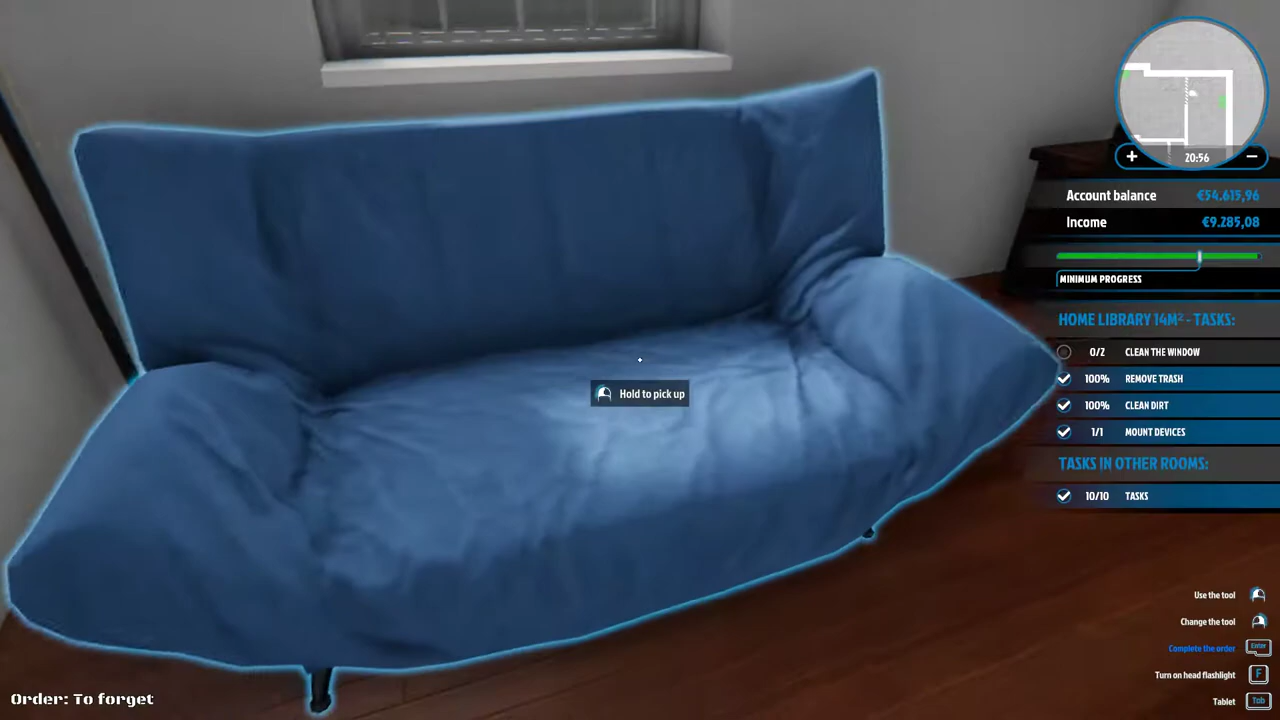 + 20:56 −
Account balance €54.615,96
Income €9.285,08
MINIMUM PROGRESS
HOME LIBRARY 14M² - TASKS:
0/2 CLEAN THE WINDOW
100% REMOVE TRASH
Hold to pick up
100% CLEAN DIRT
1/1 MOUNT DEVICES
TASKS IN OTHER ROOMS:
10/10 TASKS
Use the tool
Change the tool
Complete the order Enter
Turn on head flashlight F
Order: To forget
Tablet Tab